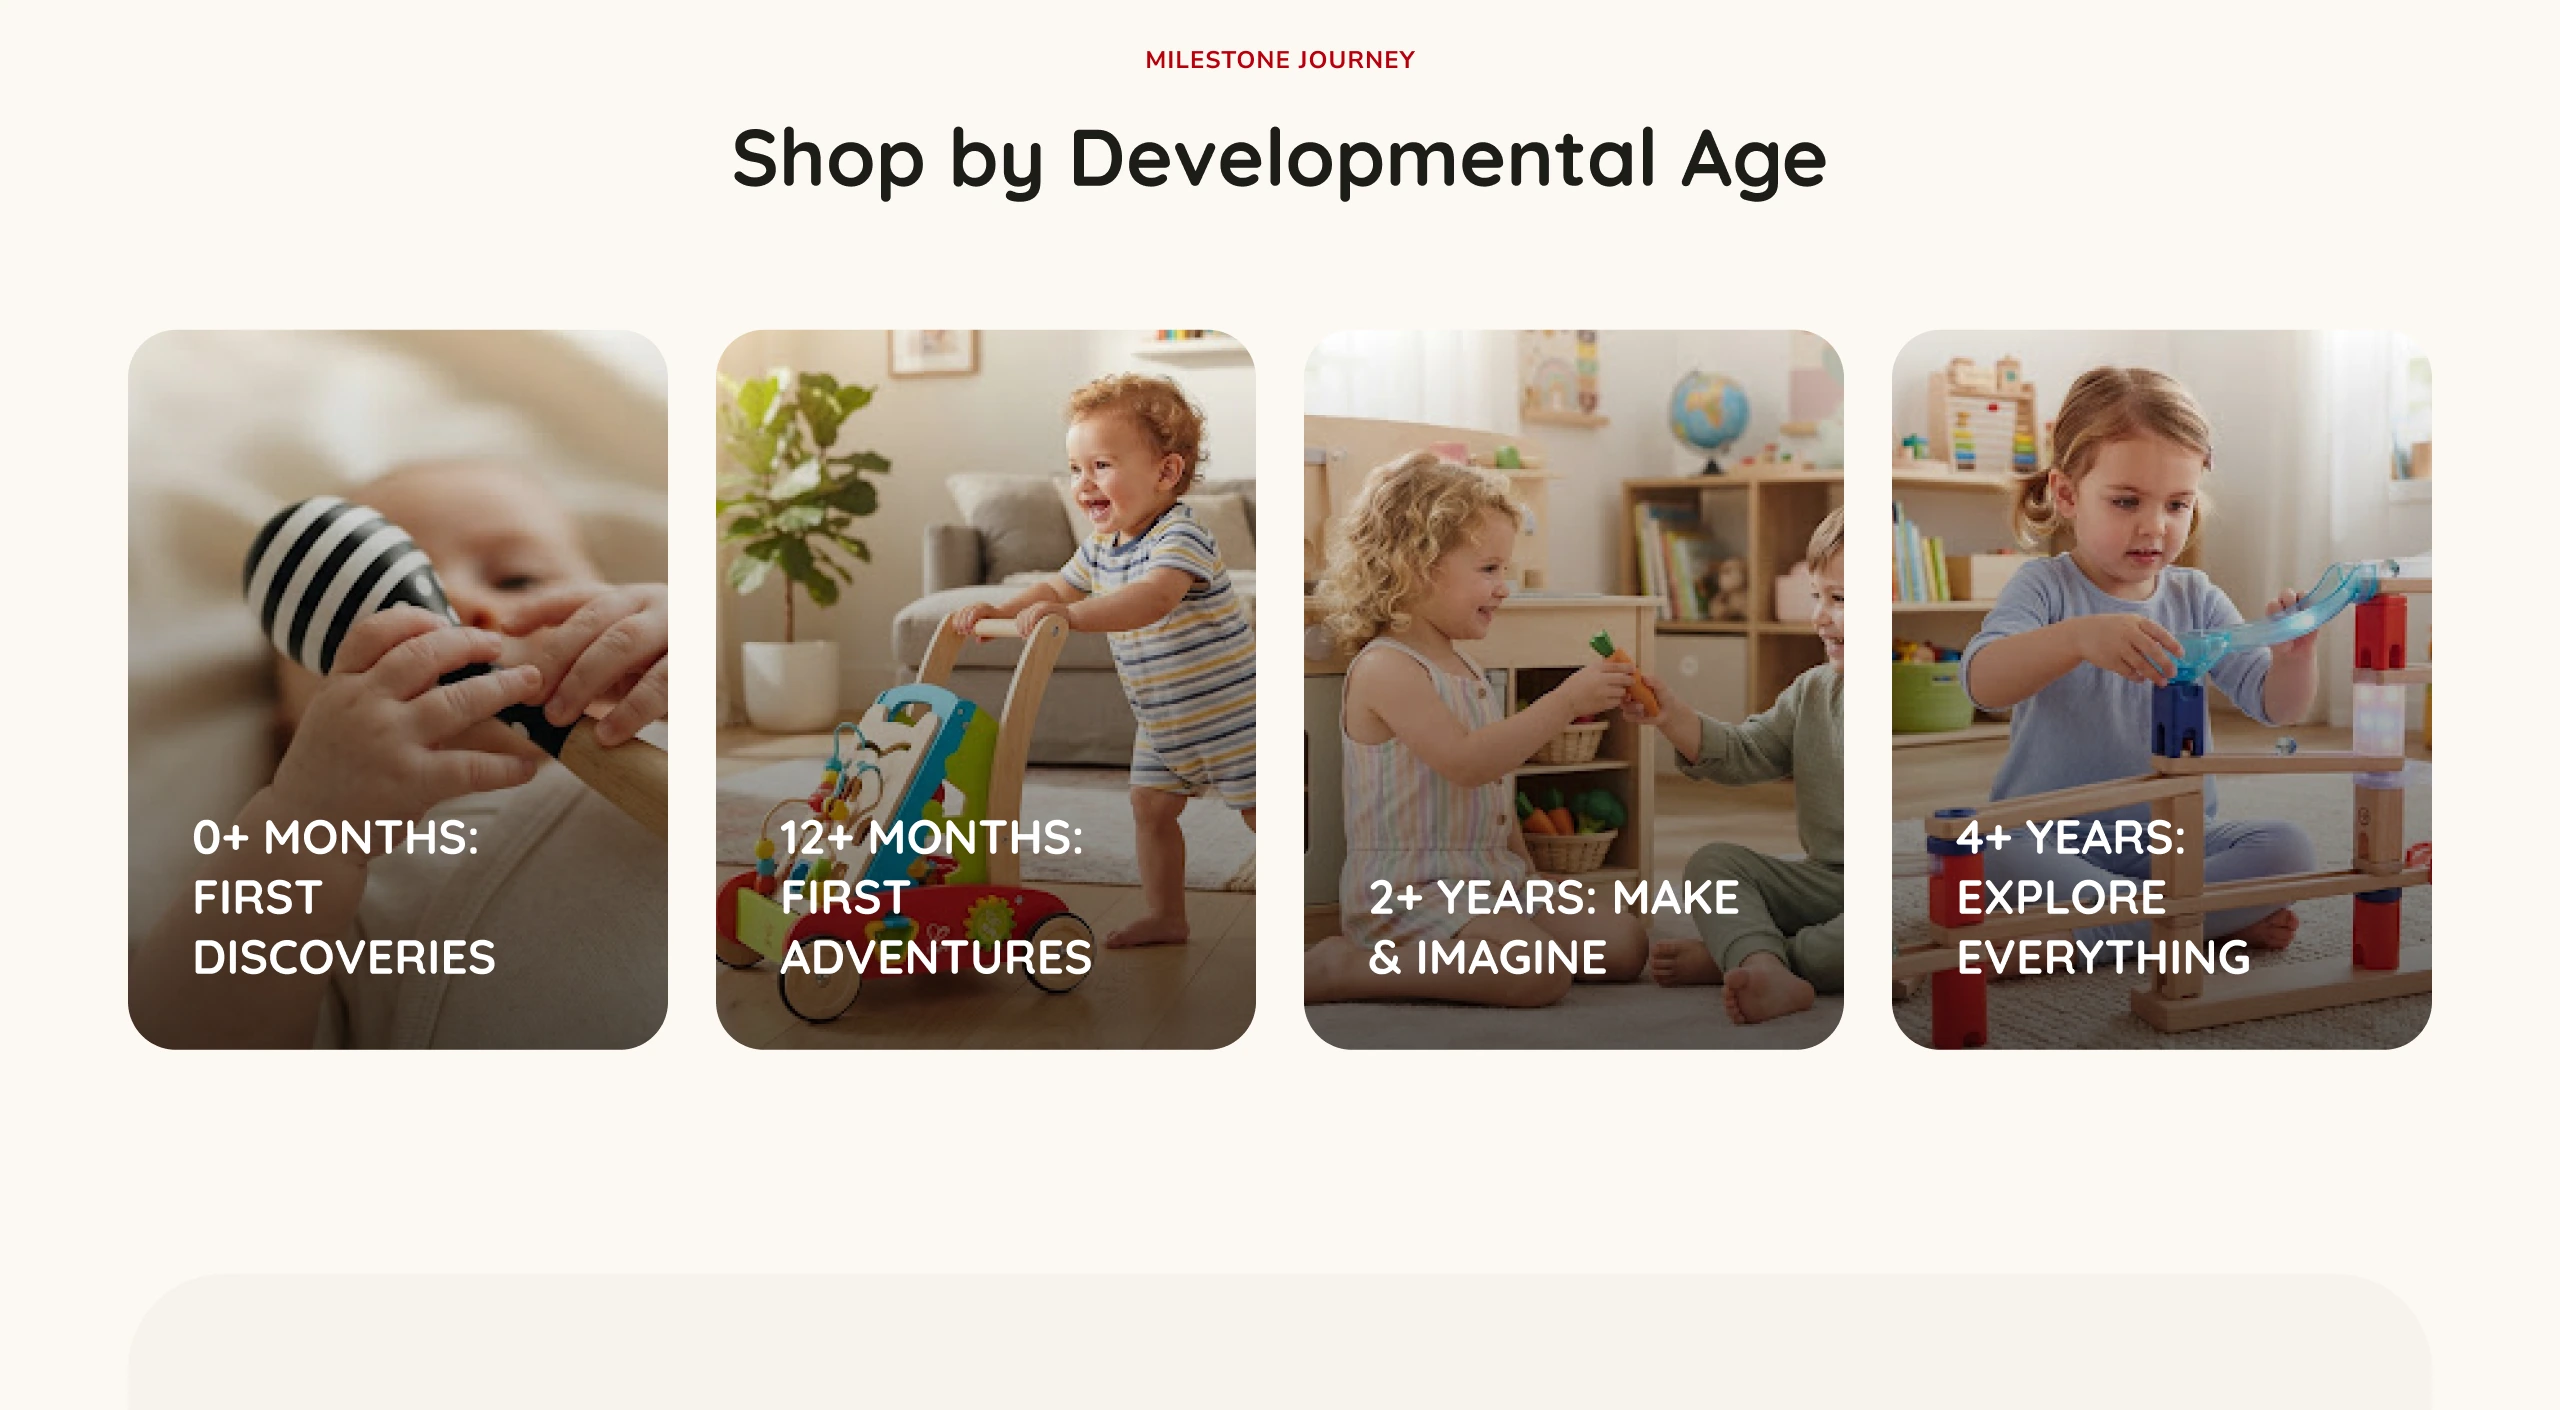 MILESTONE JOURNEY
Shop by Developmental Age
0+ MONTHS:
FIRST
DISCOVERIES
12+ MONTHS:
FIRST
ADVENTURES
2+ YEARS: MAKE
& IMAGINE
4+ YEARS:
EXPLORE
EVERYTHING